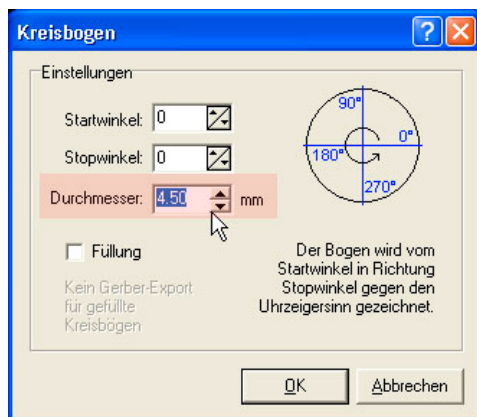 Kreisbogen
Einstellungen
Startwinkel: 0
Stopwinkel: 0
Durchmesser: 4.50 mm
Füllung
Kein Gerber-Export
für gefüllte
Kreisbögen
90°
0°
180°
270°
Der Bogen wird vom
Startwinkel in Richtung
Stopwinkel gegen den
Uhrzeigersinn gezeichnet.
OK
Abbrechen